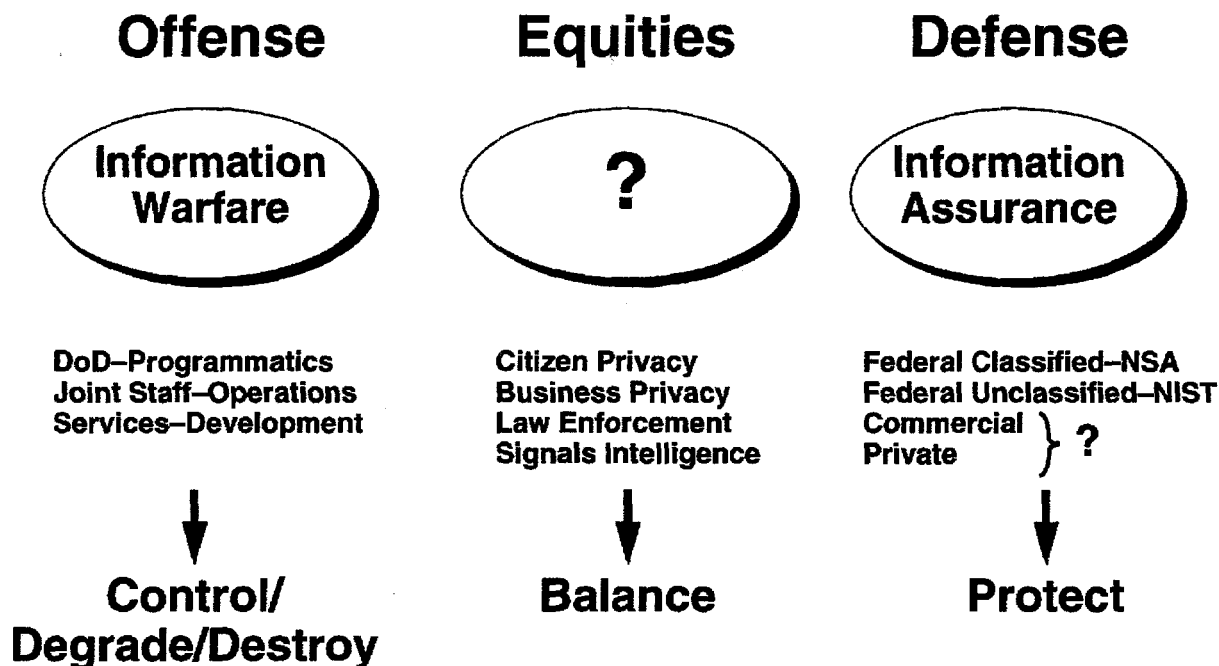 Offense
Information
Warfare
DoD–Programmatics
Joint Staff–Operations
Services–Development
Control/
Degrade/Destroy
Equities
?
Citizen Privacy
Business Privacy
Law Enforcement
Signals Intelligence
Balance
Defense
Information
Assurance
Federal Classified–NSA
Federal Unclassified–NIST
Commercial
Private
?
Protect